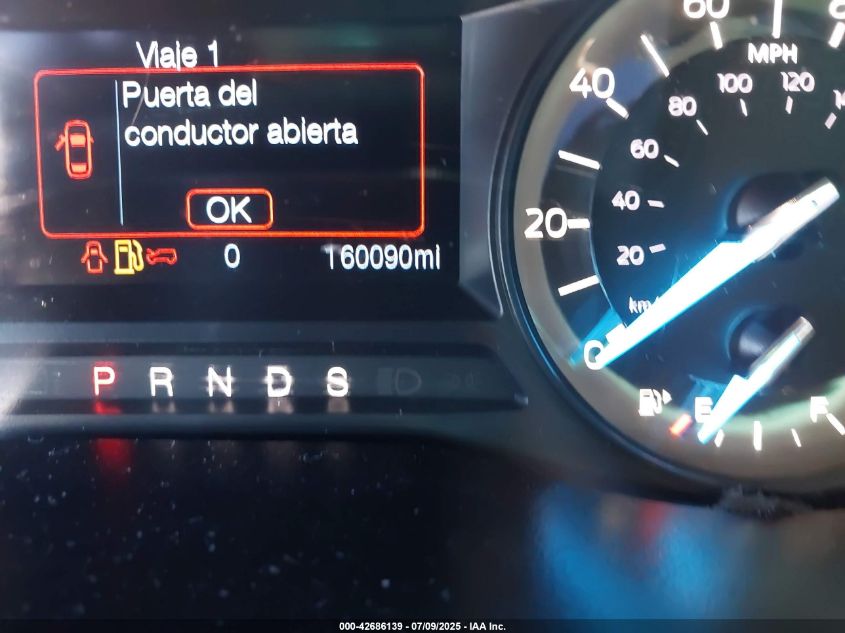 Viaje 1
Puerta del
conductor abierta
OK
0 160090mi
P R N D S
0 20 40 60
MPH
km/
20 40 60 80 100 120
E F
000-42686139 - 07/09/2025 - IAA Inc.